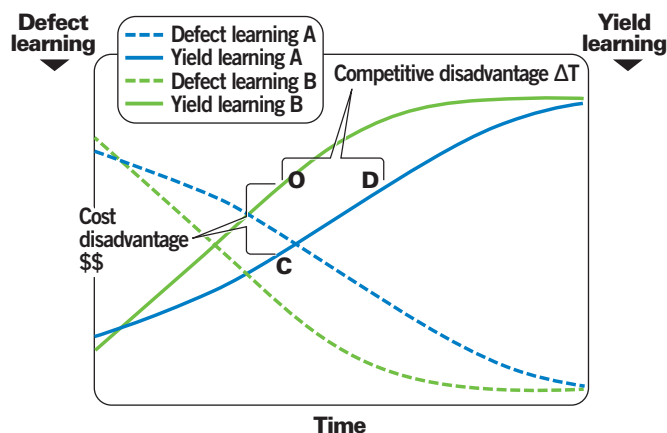 Defect
learning
Yield
learning
Defect learning A
Yield learning A
Defect learning B
Yield learning B
Competitive disadvantage ΔT
O
D
Cost
disadvantage
$$
C
Time